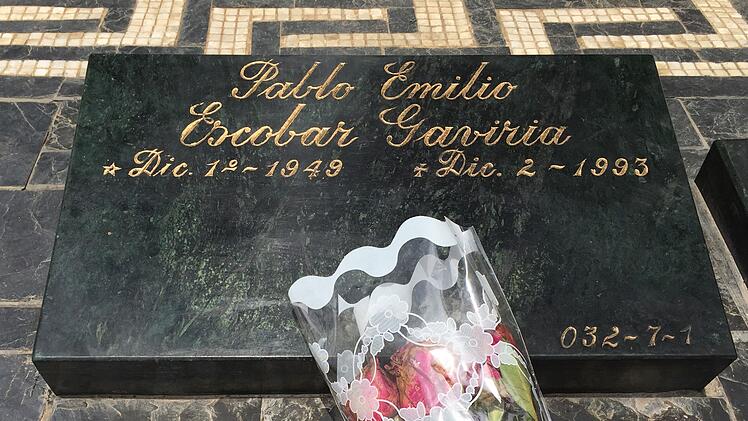 Pablo Emilio
Escobar Gaviria
☆ Dic. 1º - 1949 ✝ Dic. 2 - 1993
032-7-1